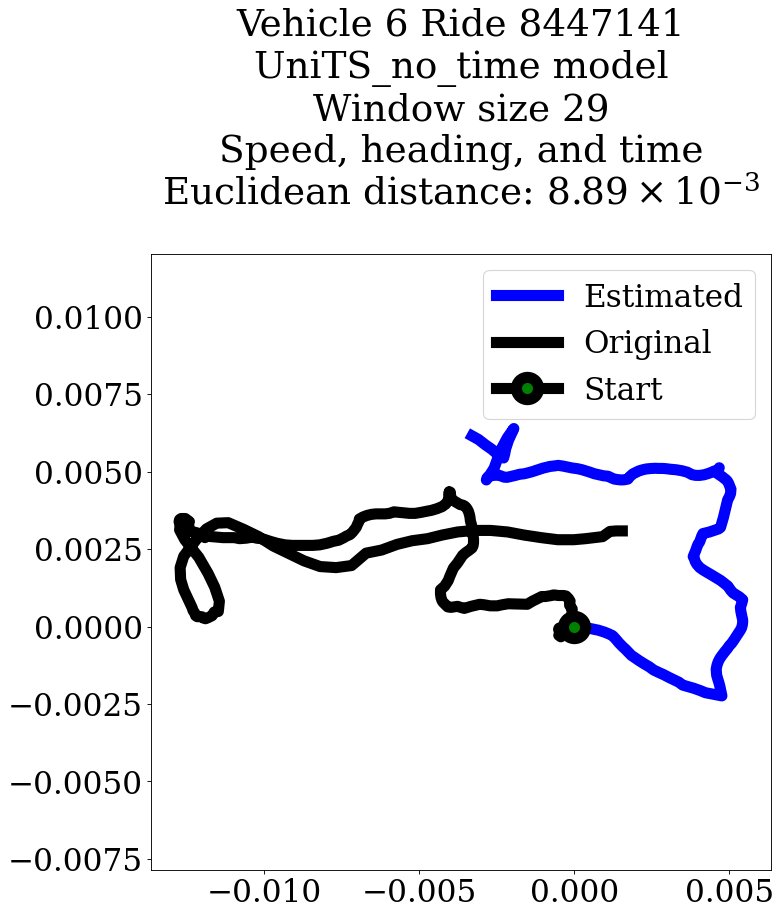 Vehicle 6 Ride 8447141
UniTS_no_time model
Window size 29
Speed, heading, and time
Euclidean distance: 8.89 × 10⁻³
Estimated
Original
Start
0.0100
0.0075
0.0050
0.0025
0.0000
−0.0025
−0.0050
−0.0075
−0.010 −0.005 0.000 0.005